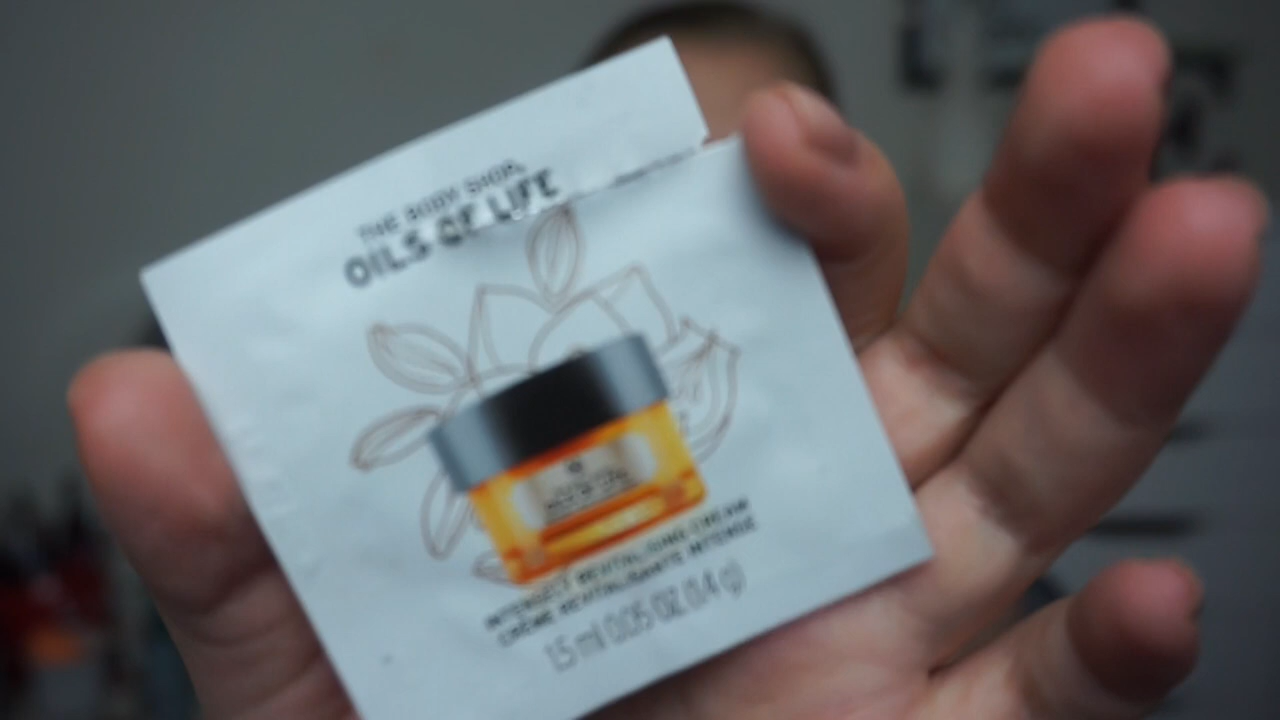 THE BODY SHOP
OILS OF LIFE
INTENSELY REVITALISING CREAM
CRÈME REVITALISANTE INTENSE
1.5 ml 0.05 OZ (1.4 g)